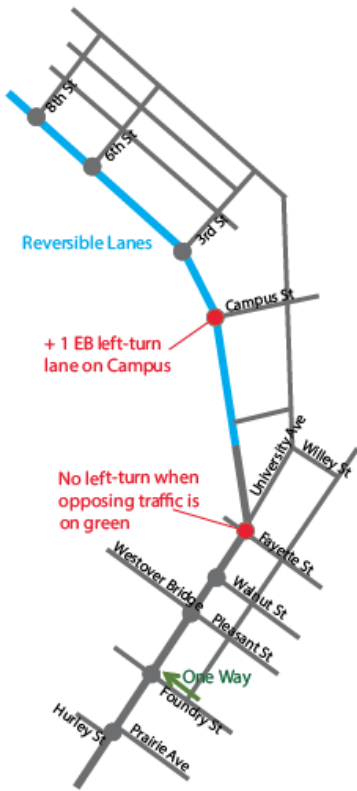 8th St
6th St
3rd St
Reversible Lanes
Campus St
+ 1 EB left-turn
lane on Campus
University Ave
Willey St
No left-turn when
opposing traffic is
on green
Fayette St
Westover Bridge
Walnut St
Pleasant St
One Way
Foundry St
Hurley St
Prairie Ave